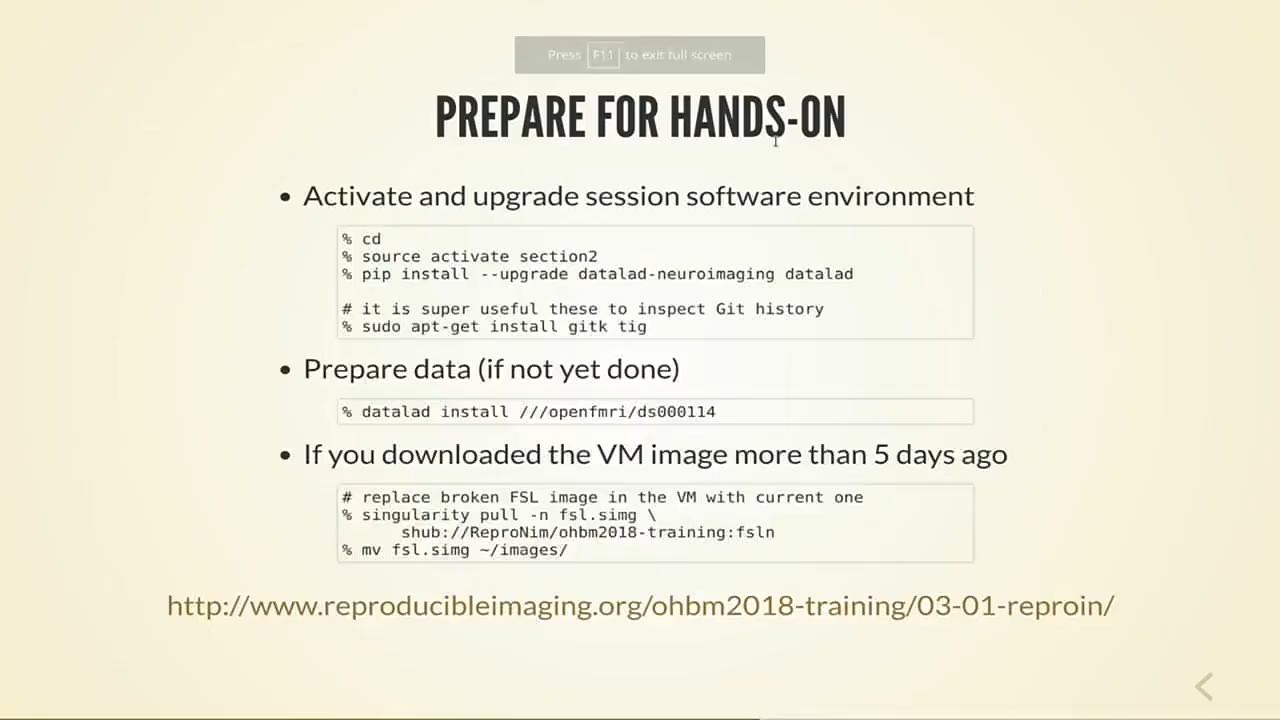 Press F11 to exit full screen
PREPARE FOR HANDS-ON
• Activate and upgrade session software environment
% cd
% source activate section2
% pip install --upgrade datalad-neuroimaging datalad
# it is super useful these to inspect Git history
% sudo apt-get install gitk tig
• Prepare data (if not yet done)
% datalad install ///openfmri/ds000114
• If you downloaded the VM image more than 5 days ago
# replace broken FSL image in the VM with current one
% singularity pull -n fsl.simg \
shub://ReproNim/ohbm2018-training:fsln
% mv fsl.simg ~/images/
http://www.reproducibleimaging.org/ohbm2018-training/03-01-reproin/